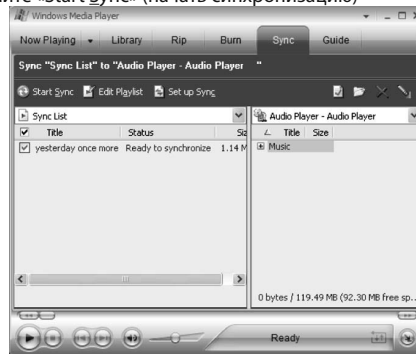 ите «Start Sync» (начать синхронизацию)
Windows Media Player
Now Playing Library Rip Burn Sync Guide
Sync "Sync List" to "Audio Player - Audio Player "
Start Sync Edit Playlist Set up Sync
Sync List Audio Player - Audio Player
Title Status Siz Title Size
yesterday once more Ready to synchronize 1.14 M Music
0 bytes / 119.49 MB (92.30 MB free sp...
Ready